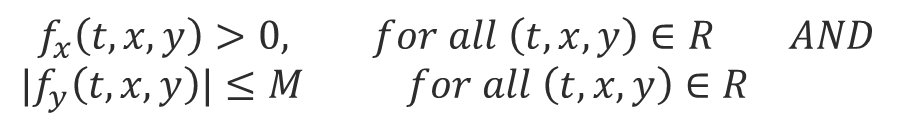 f_x(t, x, y) > 0, for all (t, x, y) ∈ R AND
|f_y(t, x, y)| ≤ M for all (t, x, y) ∈ R